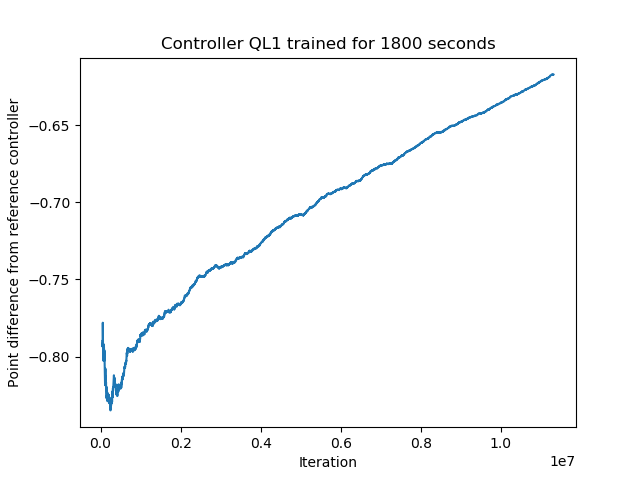 Controller QL1 trained for 1800 seconds
Point difference from reference controller
−0.65
−0.70
−0.75
−0.80
0.0 0.2 0.4 0.6 0.8 1.0
1e7
Iteration